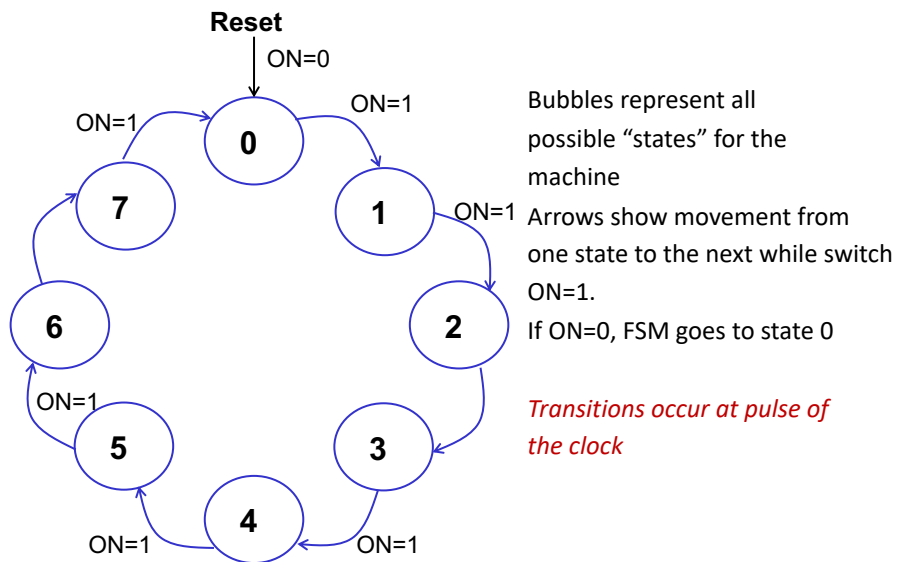 Reset
ON=0
ON=1
ON=1
0
7
1
ON=1
6
2
ON=1
5
3
4
ON=1
ON=1
Bubbles represent all
possible “states” for the
machine
Arrows show movement from
one state to the next while switch
ON=1.
If ON=0, FSM goes to state 0
Transitions occur at pulse of
the clock